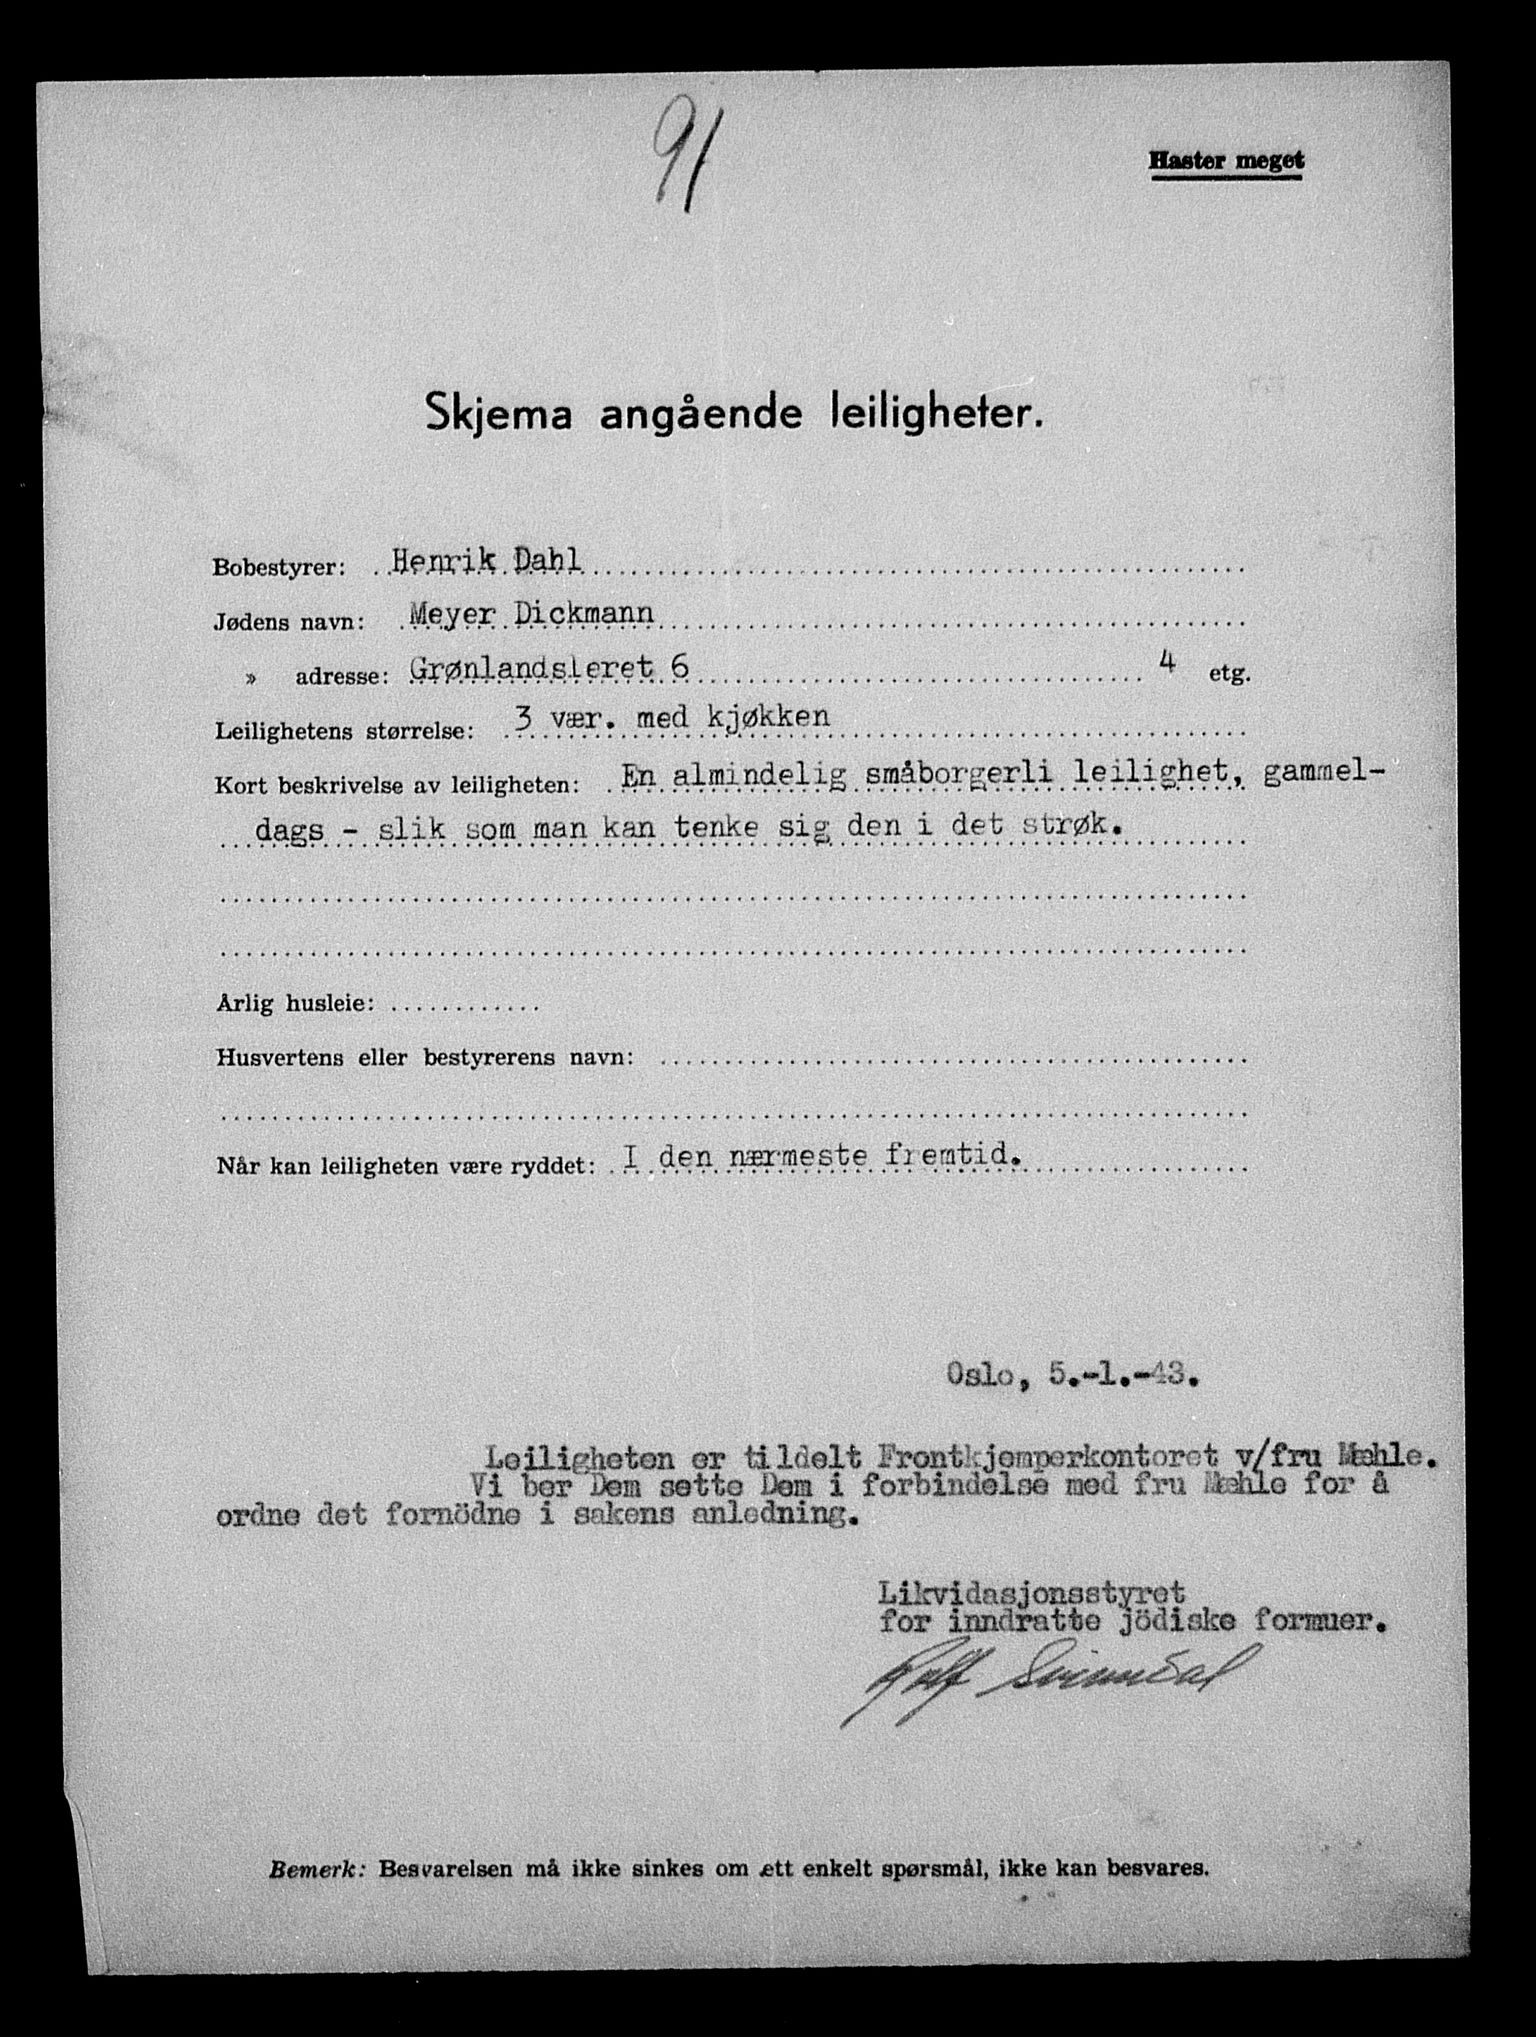 91
Haster meget
Skjema angående leiligheter.
Bobestyrer: Henrik Dahl
Jødens navn: Meyer Dickmann
» adresse: Grønlandsleret 6 4 etg.
Leilighetens størrelse: 3 vær. med kjøkken
Kort beskrivelse av leiligheten: En almindelig småborgerli leilighet, gammel-
dags - slik som man kan tenke sig den i det strøk.
Årlig husleie:
Husvertens eller bestyrerens navn:
Når kan leiligheten være ryddet: I den nærmeste fremtid.
Oslo, 5.-1.-43.
Leiligheten er tildelt Frontkjemperkontoret v/fru Mæhle.
Vi ber Dem sette Dem i forbindelse med fru Mæhle for å
ordne det fornödne i sakens anledning.
Likvidasjonsstyret
for inndratte jödiske formuer.
Rolf Svinndal
Bemerk: Besvarelsen må ikke sinkes om ett enkelt spørsmål, ikke kan besvares.